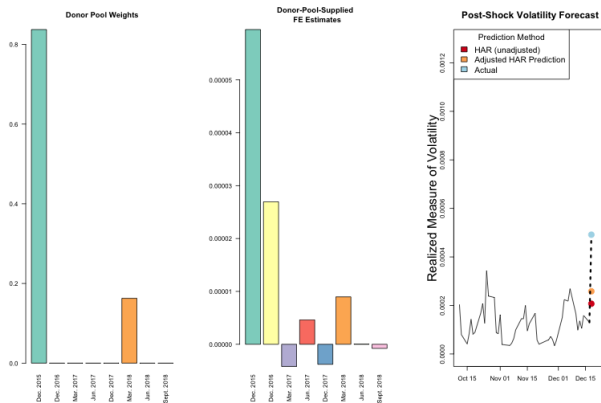 Donor Pool Weights
0.8
0.6
0.4
0.2
0.0
Dec. 2015
Dec. 2016
Mar. 2017
Jun. 2017
Dec. 2017
Mar. 2018
Jun. 2018
Sept. 2018
Donor-Pool-Supplied
FE Estimates
0.00005
0.00004
0.00003
0.00002
0.00001
0.00000
Dec. 2015
Dec. 2016
Mar. 2017
Jun. 2017
Dec. 2017
Mar. 2018
Jun. 2018
Sept. 2018
Post-Shock Volatility Forecast
Prediction Method
HAR (unadjusted)
Adjusted HAR Prediction
Actual
Realized Measure of Volatility
0.0012
0.0010
0.0008
0.0006
0.0004
0.0002
0.0000
Oct 15
Nov 01
Nov 15
Dec 01
Dec 15